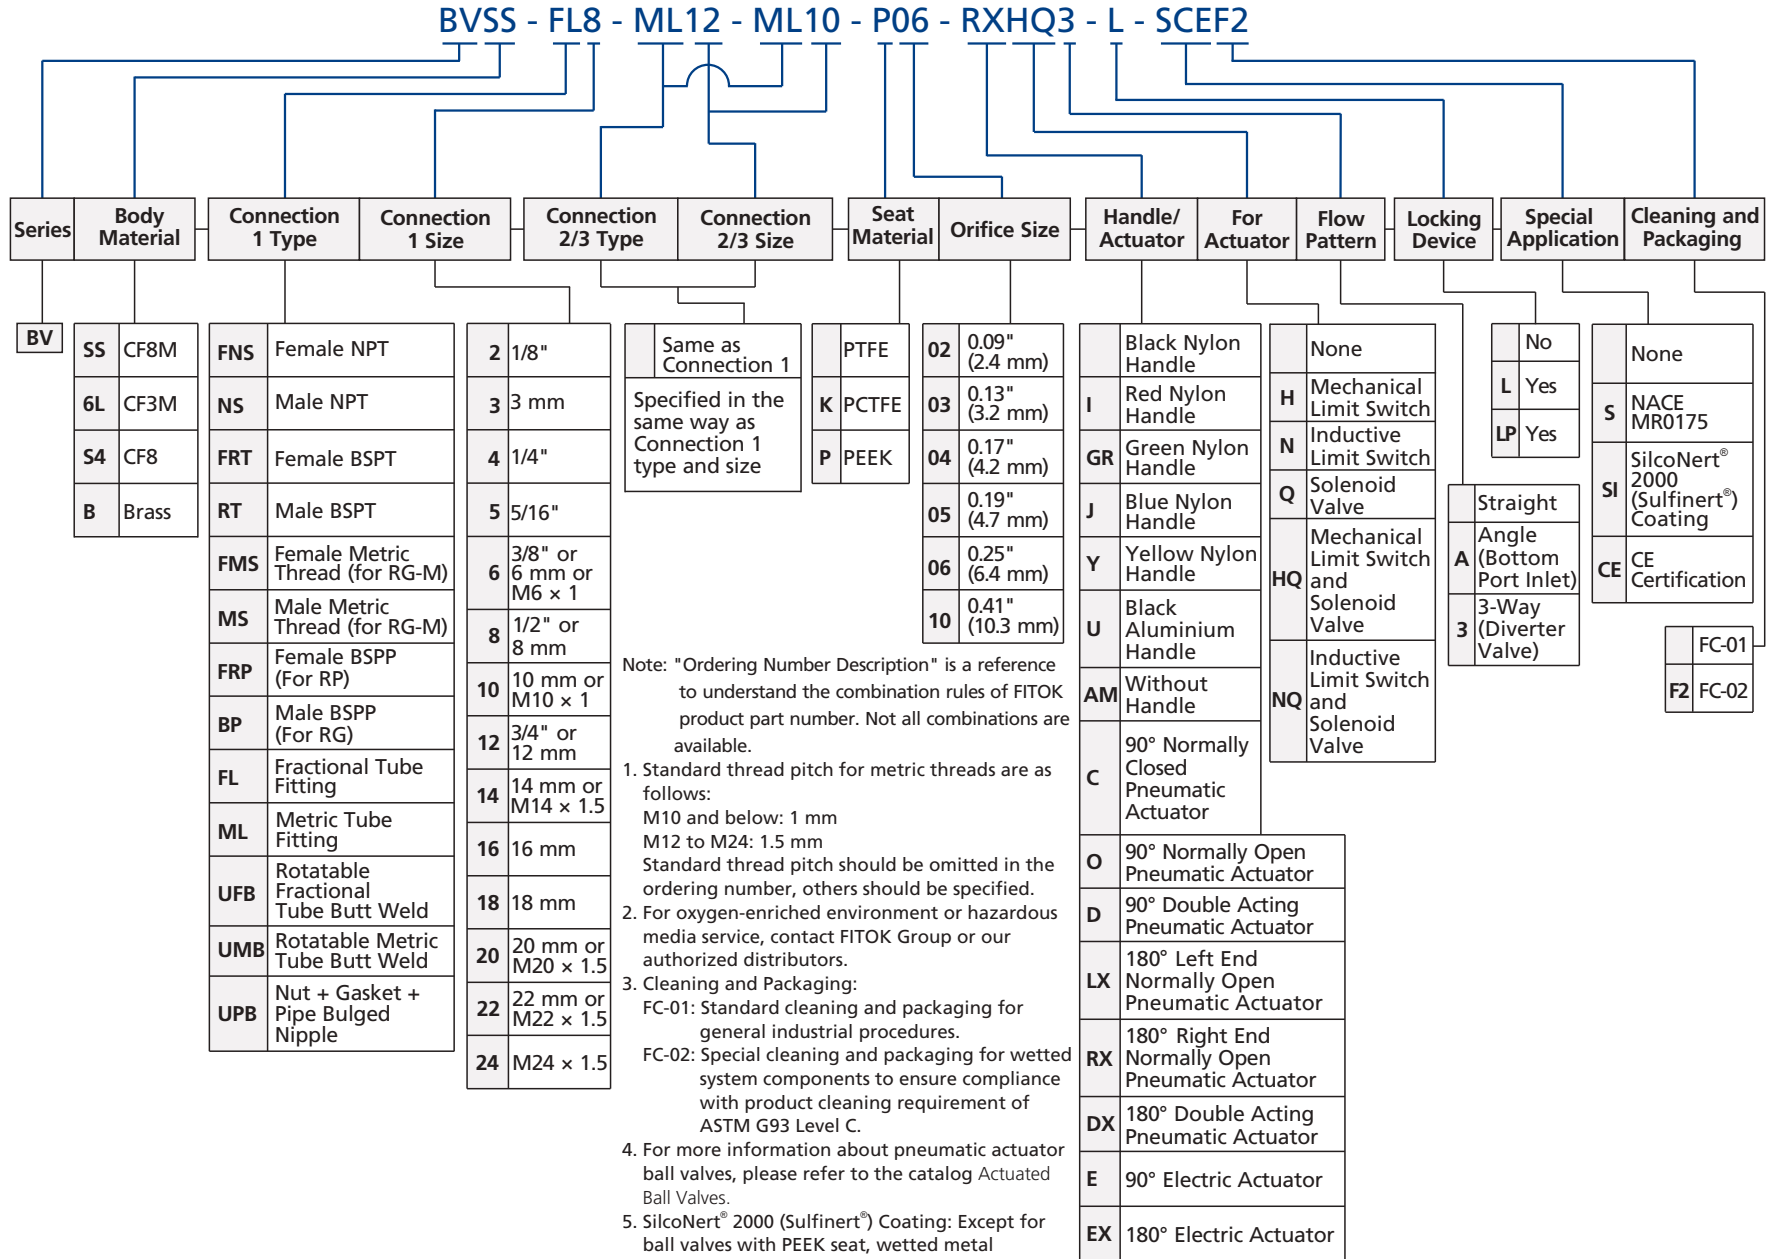 BVSS - FL8 - ML12 - ML10 - P06 - RXHQ3 - L - SCEF2
Series
Body
Material
Connection
1 Type
Connection
1 Size
Connection
2/3 Type
Connection
2/3 Size
Seat
Material
Orifice Size
Handle/
Actuator
For
Actuator
Flow
Pattern
Locking
Device
Special
Application
Cleaning and
Packaging
BV
SS CF8M
6L CF3M
S4 CF8
B Brass
FNS Female NPT
NS Male NPT
FRT Female BSPT
RT Male BSPT
FMS Female Metric
Thread (for RG-M)
MS Male Metric
Thread (for RG-M)
FRP Female BSPP
(For RP)
BP Male BSPP
(For RG)
FL Fractional Tube
Fitting
ML Metric Tube
Fitting
UFB Rotatable
Fractional
Tube Butt Weld
UMB Rotatable Metric
Tube Butt Weld
UPB Nut + Gasket +
Pipe Bulged
Nipple
2 1/8"
3 3 mm
4 1/4"
5 5/16"
6 3/8" or
6 mm or
M6 × 1
8 1/2" or
8 mm
10 10 mm or
M10 × 1
12 3/4" or
12 mm
14 14 mm or
M14 × 1.5
16 16 mm
18 18 mm
20 20 mm or
M20 × 1.5
22 22 mm or
M22 × 1.5
24 M24 × 1.5
Same as
Connection 1
Specified in the
same way as
Connection 1
type and size
PTFE
K PCTFE
P PEEK
02 0.09"
(2.4 mm)
03 0.13"
(3.2 mm)
04 0.17"
(4.2 mm)
05 0.19"
(4.7 mm)
06 0.25"
(6.4 mm)
10 0.41"
(10.3 mm)
Note: "Ordering Number Description" is a reference
to understand the combination rules of FITOK
product part number. Not all combinations are
available.
1. Standard thread pitch for metric threads are as
follows:
M10 and below: 1 mm
M12 to M24: 1.5 mm
Standard thread pitch should be omitted in the
ordering number, others should be specified.
2. For oxygen-enriched environment or hazardous
media service, contact FITOK Group or our
authorized distributors.
3. Cleaning and Packaging:
FC-01: Standard cleaning and packaging for
general industrial procedures.
FC-02: Special cleaning and packaging for wetted
system components to ensure compliance
with product cleaning requirement of
ASTM G93 Level C.
4. For more information about pneumatic actuator
ball valves, please refer to the catalog Actuated
Ball Valves.
5. SilcoNert® 2000 (Sulfinert®) Coating: Except for
ball valves with PEEK seat, wetted metal
Black Nylon
Handle
I Red Nylon
Handle
GR Green Nylon
Handle
J Blue Nylon
Handle
Y Yellow Nylon
Handle
U Black
Aluminium
Handle
AM Without
Handle
C 90° Normally
Closed
Pneumatic
Actuator
O 90° Normally Open
Pneumatic Actuator
D 90° Double Acting
Pneumatic Actuator
LX 180° Left End
Normally Open
Pneumatic Actuator
RX 180° Right End
Normally Open
Pneumatic Actuator
DX 180° Double Acting
Pneumatic Actuator
E 90° Electric Actuator
EX 180° Electric Actuator
None
H Mechanical
Limit Switch
N Inductive
Limit Switch
Q Solenoid
Valve
HQ Mechanical
Limit Switch
and
Solenoid
Valve
NQ Inductive
Limit Switch
and
Solenoid
Valve
Straight
A Angle
(Bottom
Port Inlet)
3 3-Way
(Diverter
Valve)
No
L Yes
LP Yes
None
S NACE
MR0175
SI SilcoNert®
2000
(Sulfinert®)
Coating
CE CE
Certification
FC-01
F2 FC-02